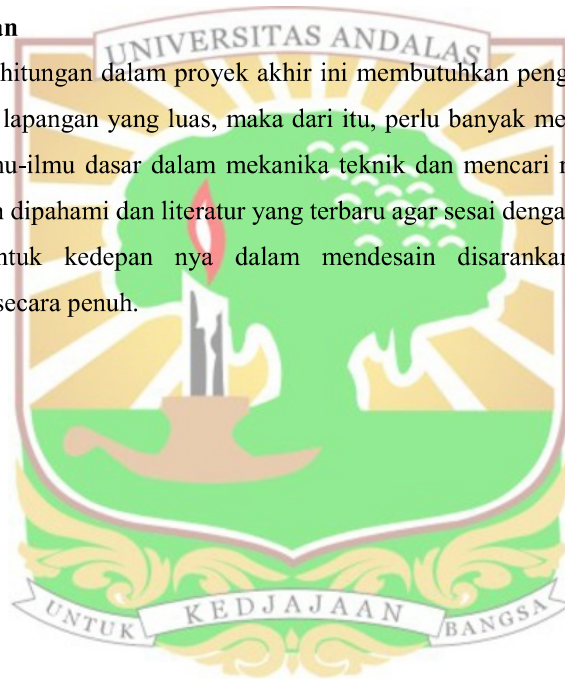 an
UNIVERSITAS ANDALAS
hitungan dalam proyek akhir ini membutuhkan peng
lapangan yang luas, maka dari itu, perlu banyak me
nu-ilmu dasar dalam mekanika teknik dan mencari
dipahami dan literatur yang terbaru agar sesai denga
ntuk kedepan nya dalam mendesain disarankan
secara penuh.
UNTUK KEDJAJAAN BANGSA